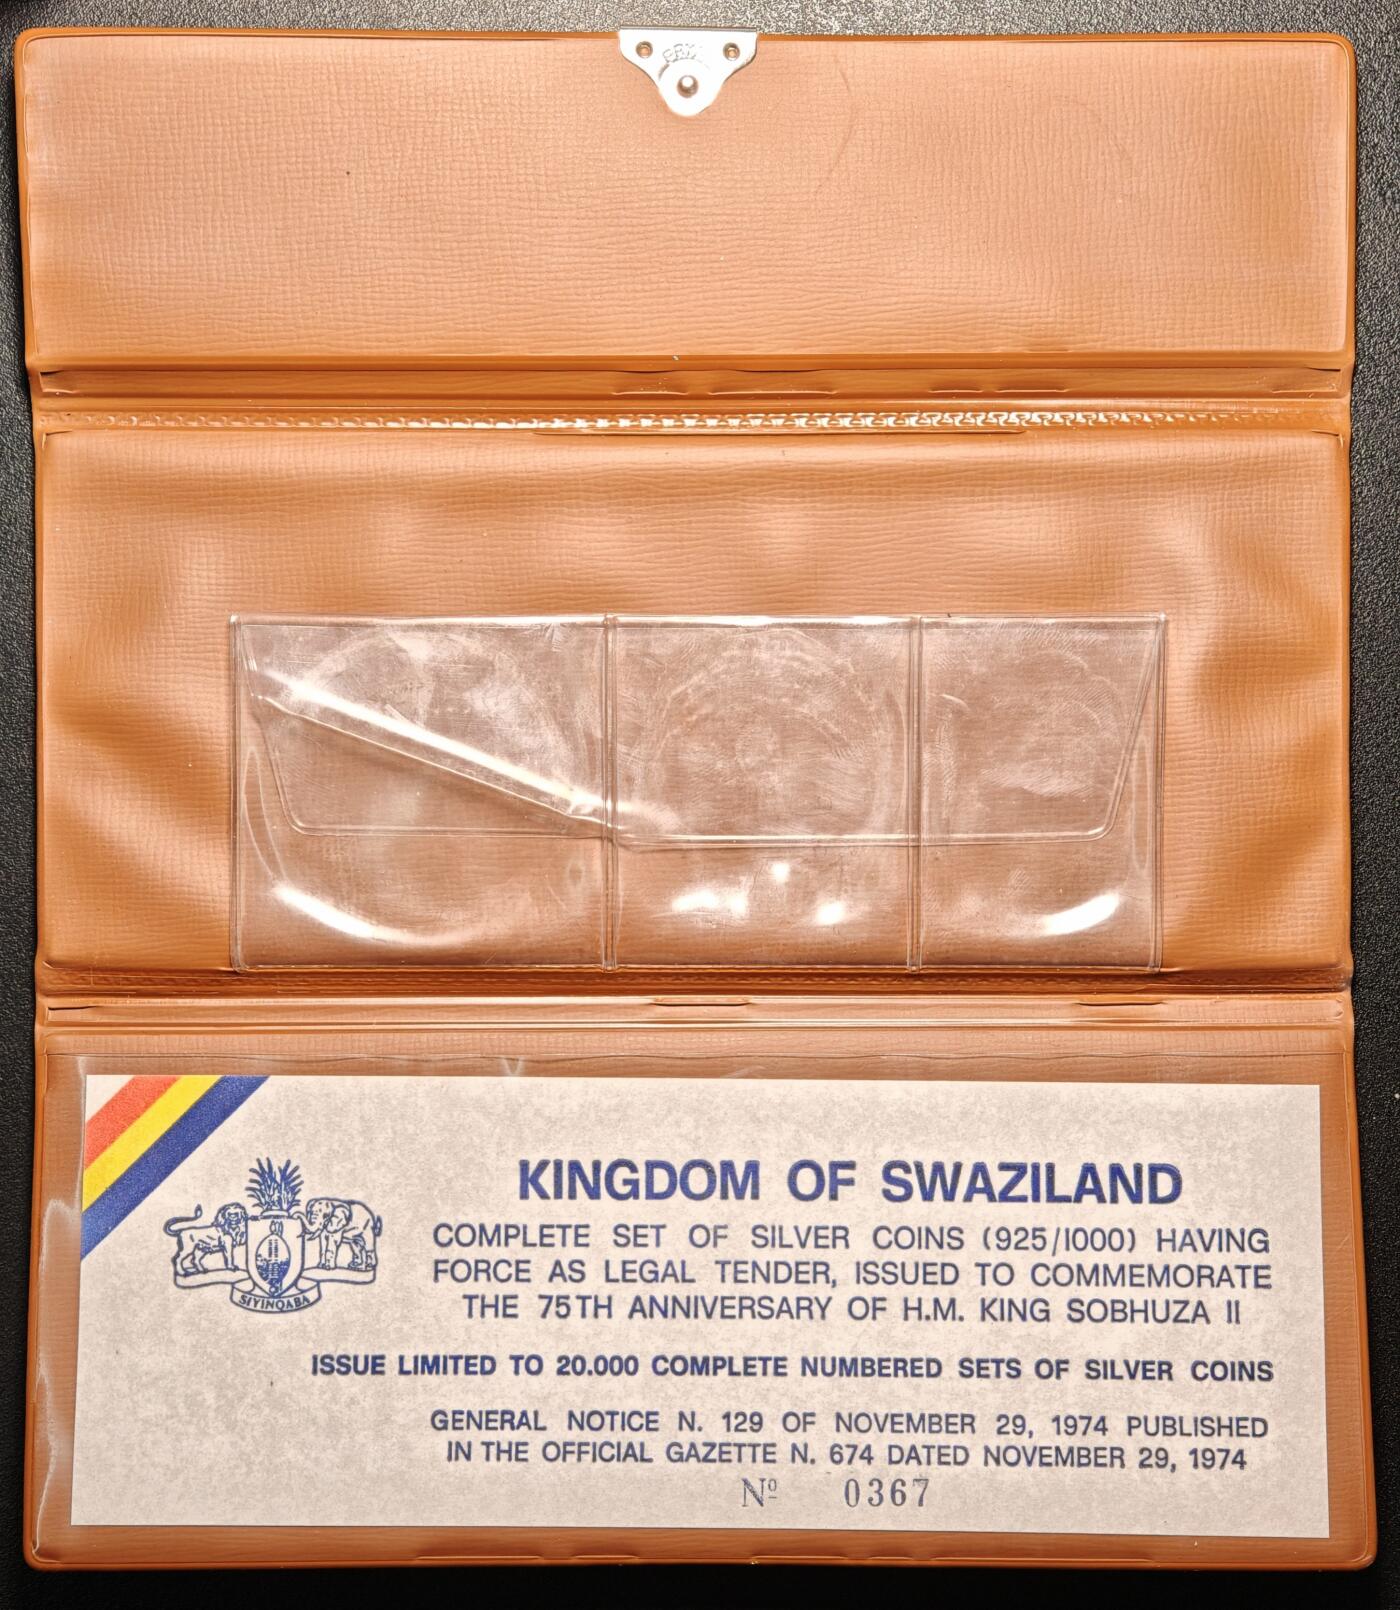 KINGDOM OF SWAZILAND
COMPLETE SET OF SILVER COINS (925/1000) HAVING
FORCE AS LEGAL TENDER, ISSUED TO COMMEMORATE
THE 75TH ANNIVERSARY OF H.M. KING SOBHUZA II
SIYINQABA
ISSUE LIMITED TO 20.000 COMPLETE NUMBERED SETS OF SILVER COINS
GENERAL NOTICE N. 129 OF NOVEMBER 29, 1974 PUBLISHED
IN THE OFFICIAL GAZETTE N. 674 DATED NOVEMBER 29, 1974
Nº 0367